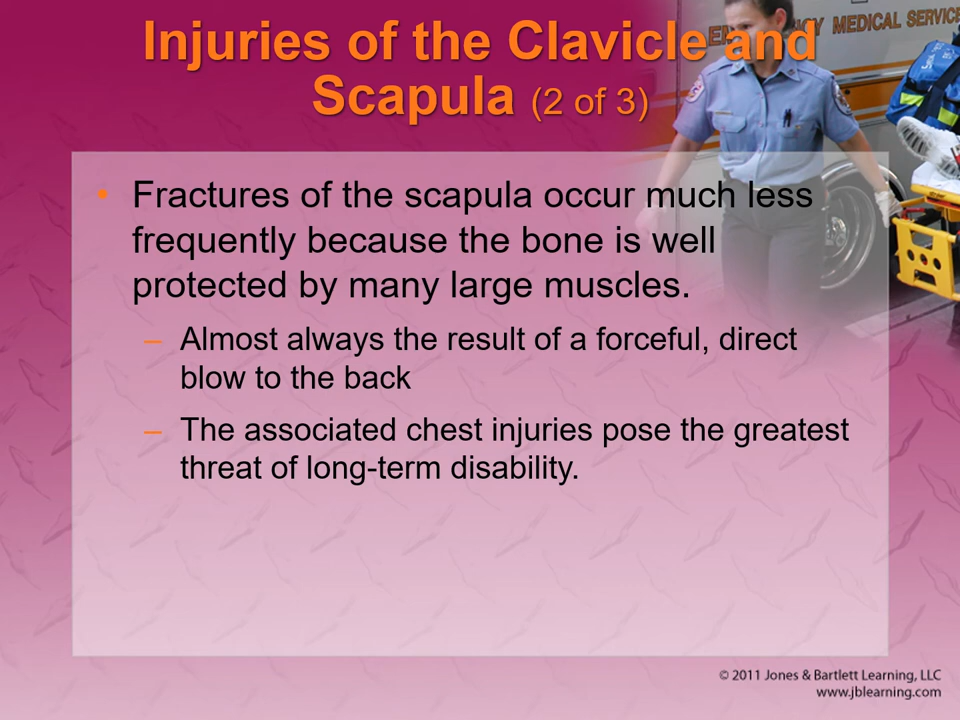 Injuries of the Clavicle and
Scapula (2 of 3)
MEDICAL SERVICE
• Fractures of the scapula occur much less
frequently because the bone is well
protected by many large muscles.
– Almost always the result of a forceful, direct
blow to the back
– The associated chest injuries pose the greatest
threat of long-term disability.
© 2011 Jones & Bartlett Learning, LLC
www.jblearning.com